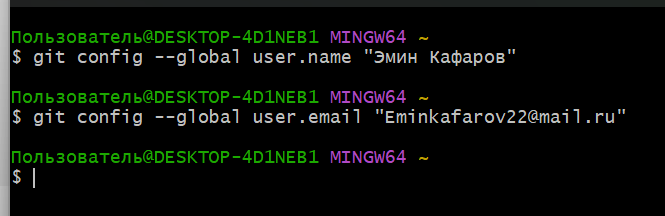 Пользователь@DESKTOP-4D1NEB1 MINGW64 ~
$ git config --global user.name "Эмин Кафаров"
Пользователь@DESKTOP-4D1NEB1 MINGW64 ~
$ git config --global user.email "Eminkafarov22@mail.ru"
Пользователь@DESKTOP-4D1NEB1 MINGW64 ~
$